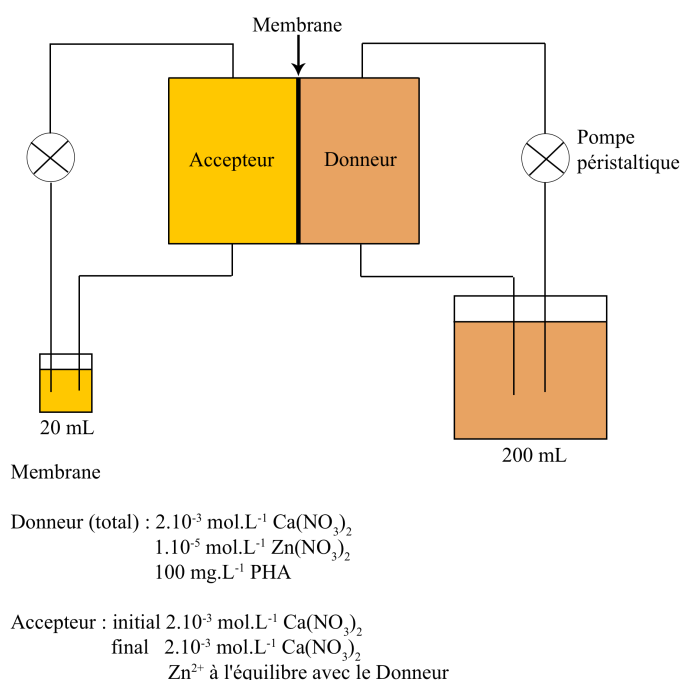 Membrane
Accepteur
Donneur
Pompe
péristaltique
20 mL
200 mL
Membrane
Donneur (total) : 2.10⁻³ mol.L⁻¹ Ca(NO₃)₂
1.10⁻⁵ mol.L⁻¹ Zn(NO₃)₂
100 mg.L⁻¹ PHA
Accepteur : initial 2.10⁻³ mol.L⁻¹ Ca(NO₃)₂
final 2.10⁻³ mol.L⁻¹ Ca(NO₃)₂
Zn²⁺ à l'équilibre avec le Donneur